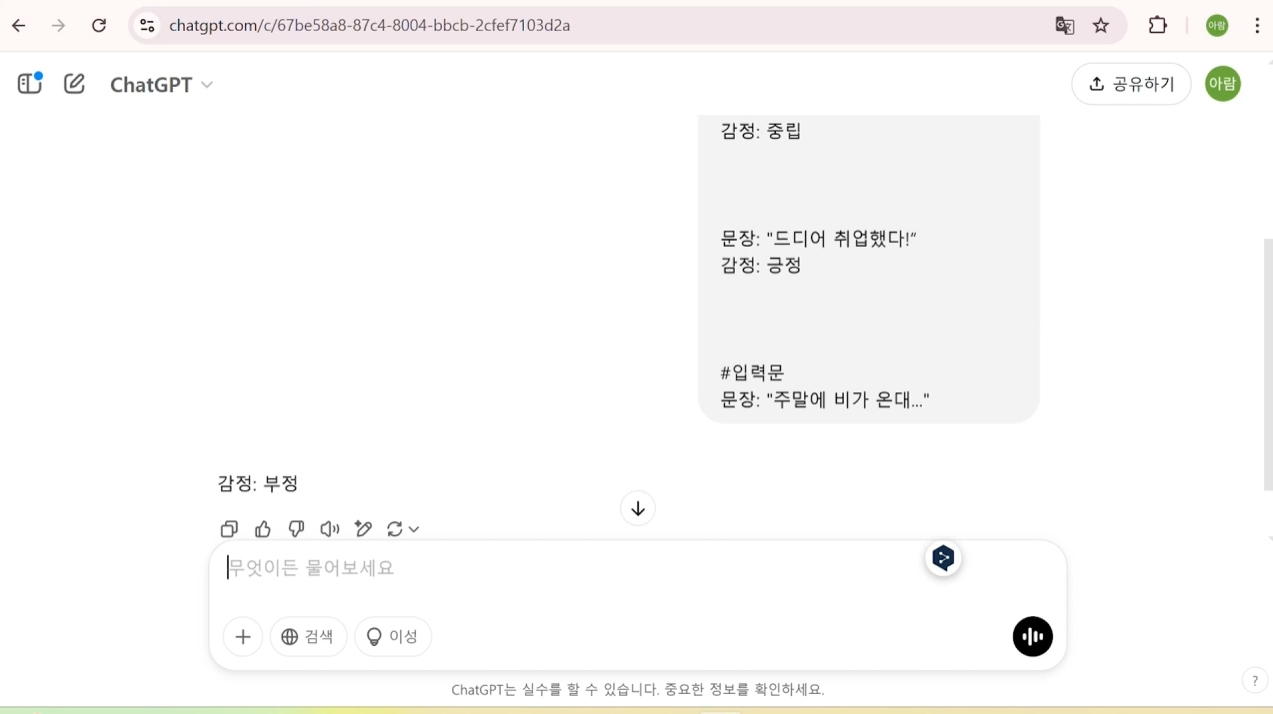 chatgpt.com/c/67be58a8-87c4-8004-bbcb-2cfef7103d2a
아람
ChatGPT
공유하기
아람
감정: 중립
문장: "드디어 취업했다!“
감정: 긍정
#입력문
문장: "주말에 비가 온대..."
감정: 부정
무엇이든 물어보세요
검색
이성
ChatGPT는 실수를 할 수 있습니다. 중요한 정보를 확인하세요.
?